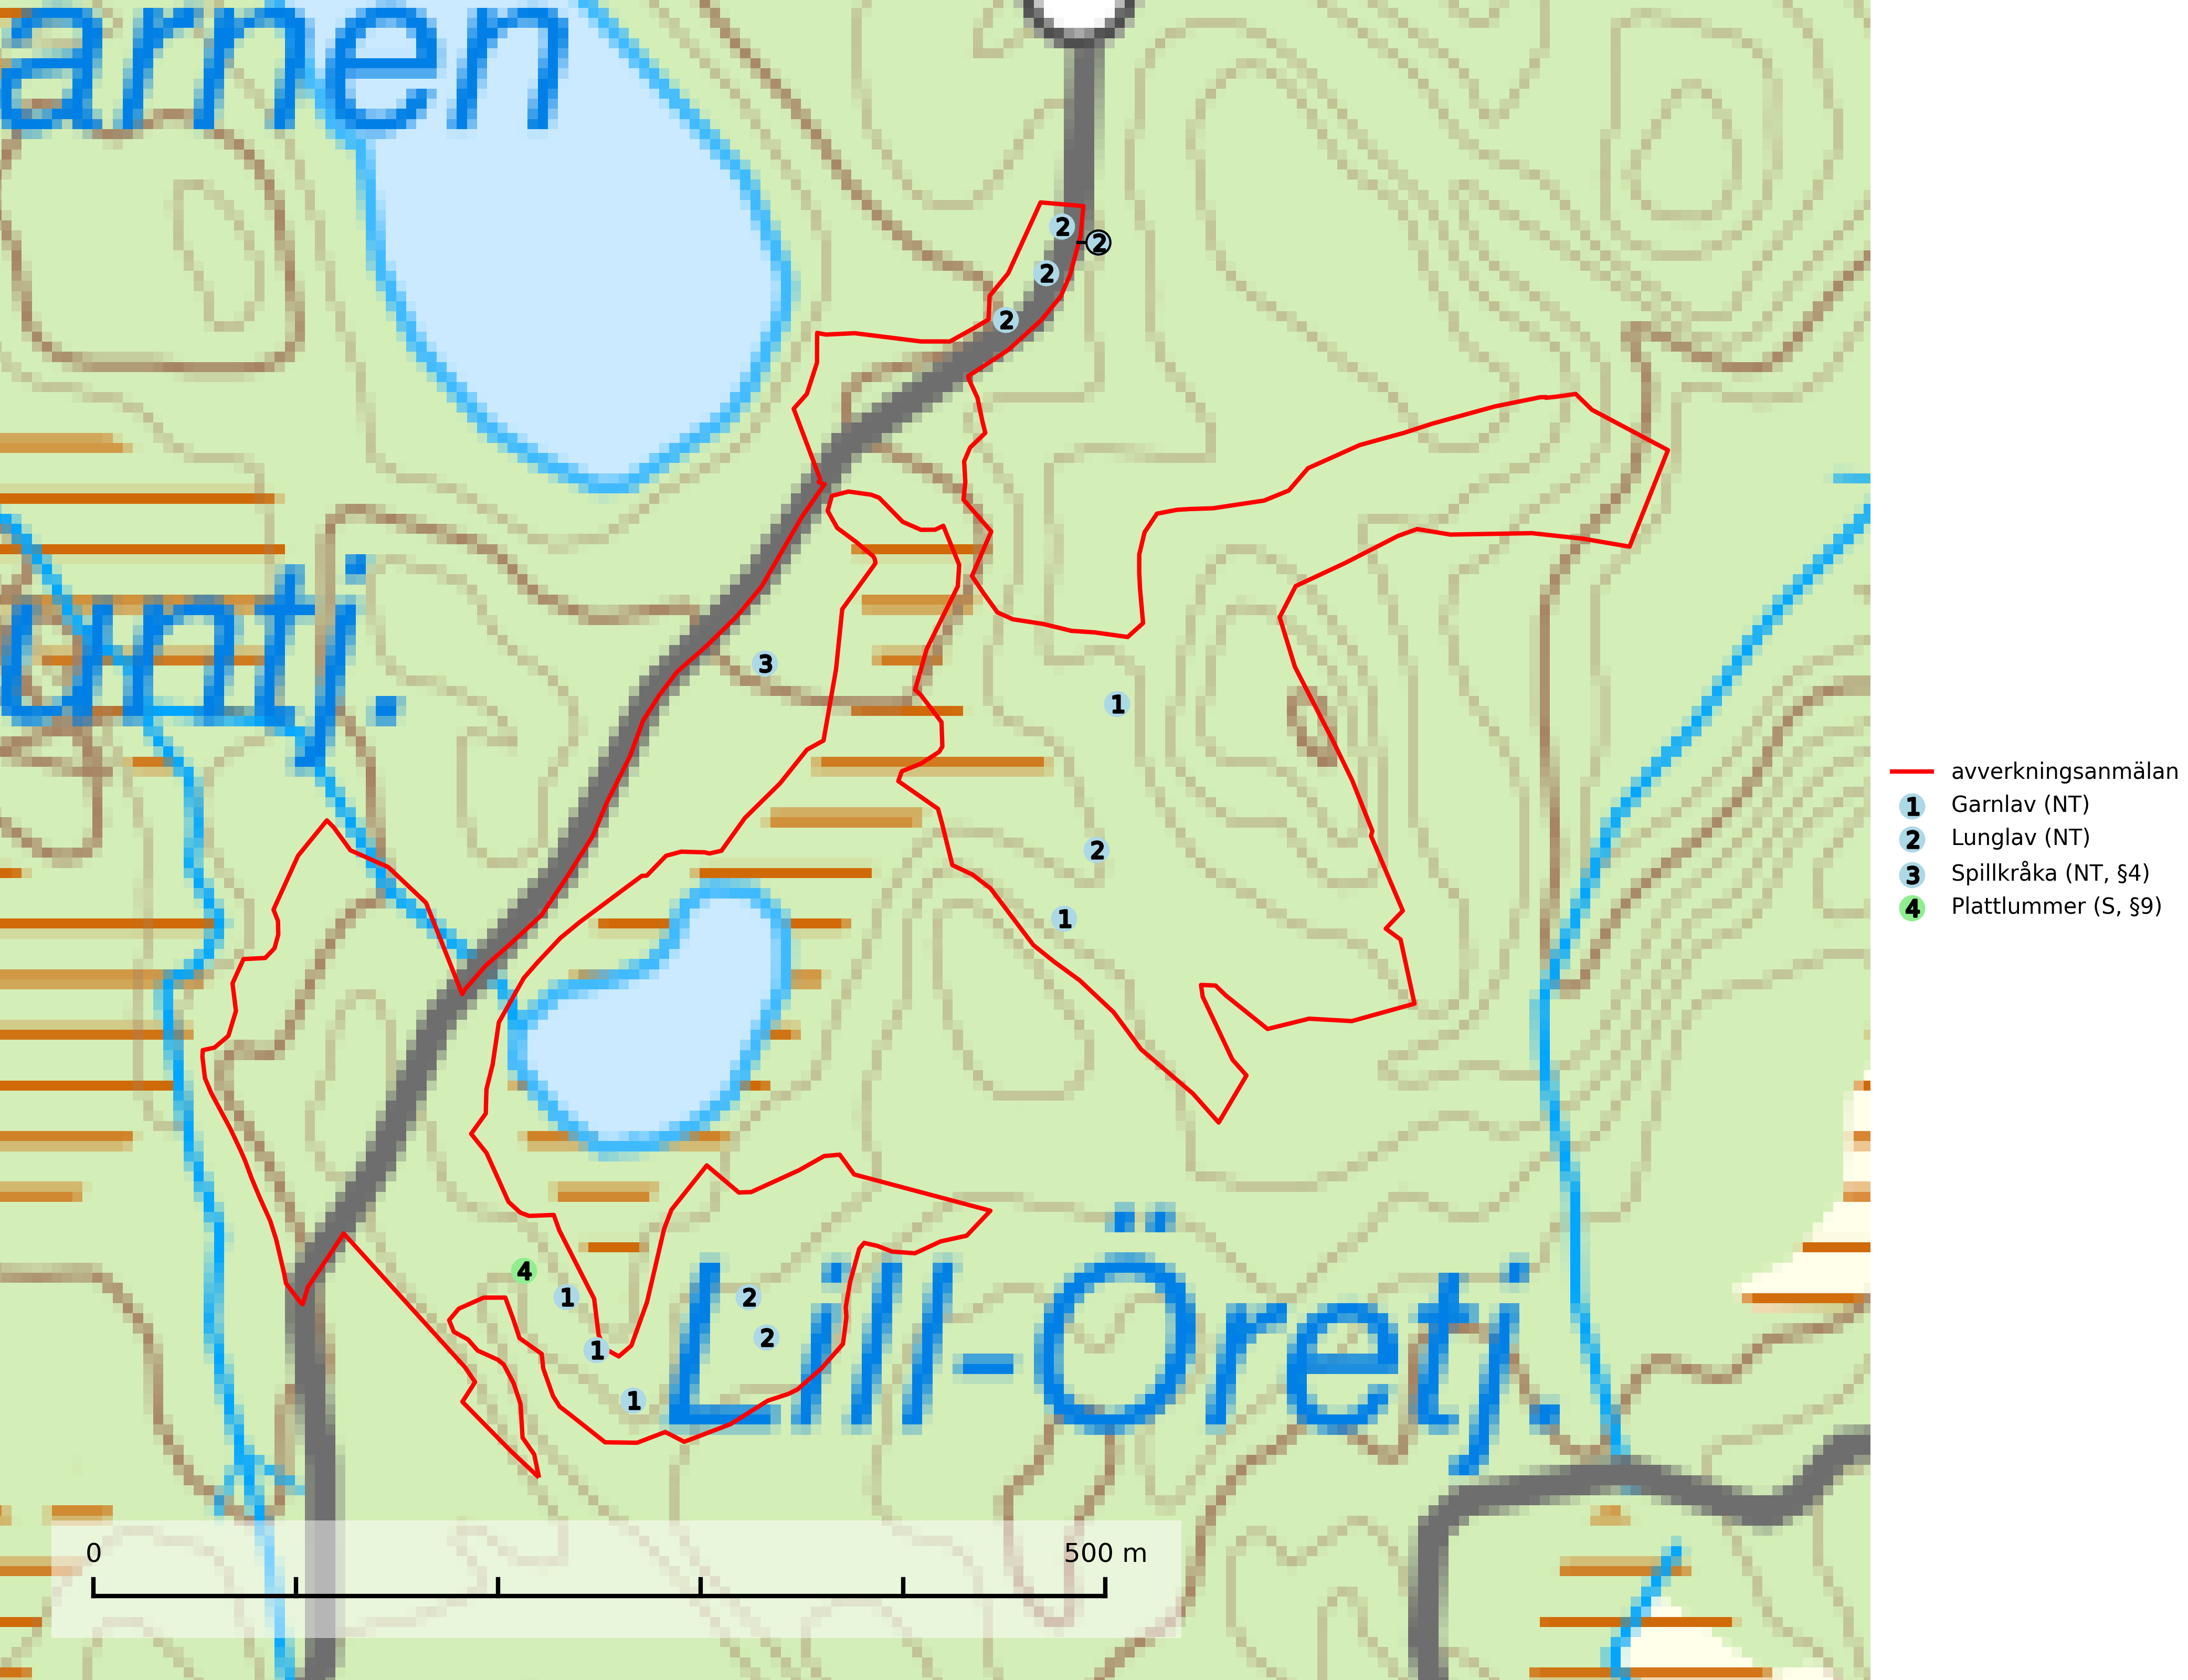 arnen
2
2
2
2
untj.
3
1
2
1
4
1
2
1
2
1
Lill-Öretj.
0 500 m
avverkningsanmälan
1 Garnlav (NT)
2 Lunglav (NT)
3 Spillkråka (NT, §4)
4 Plattlummer (S, §9)